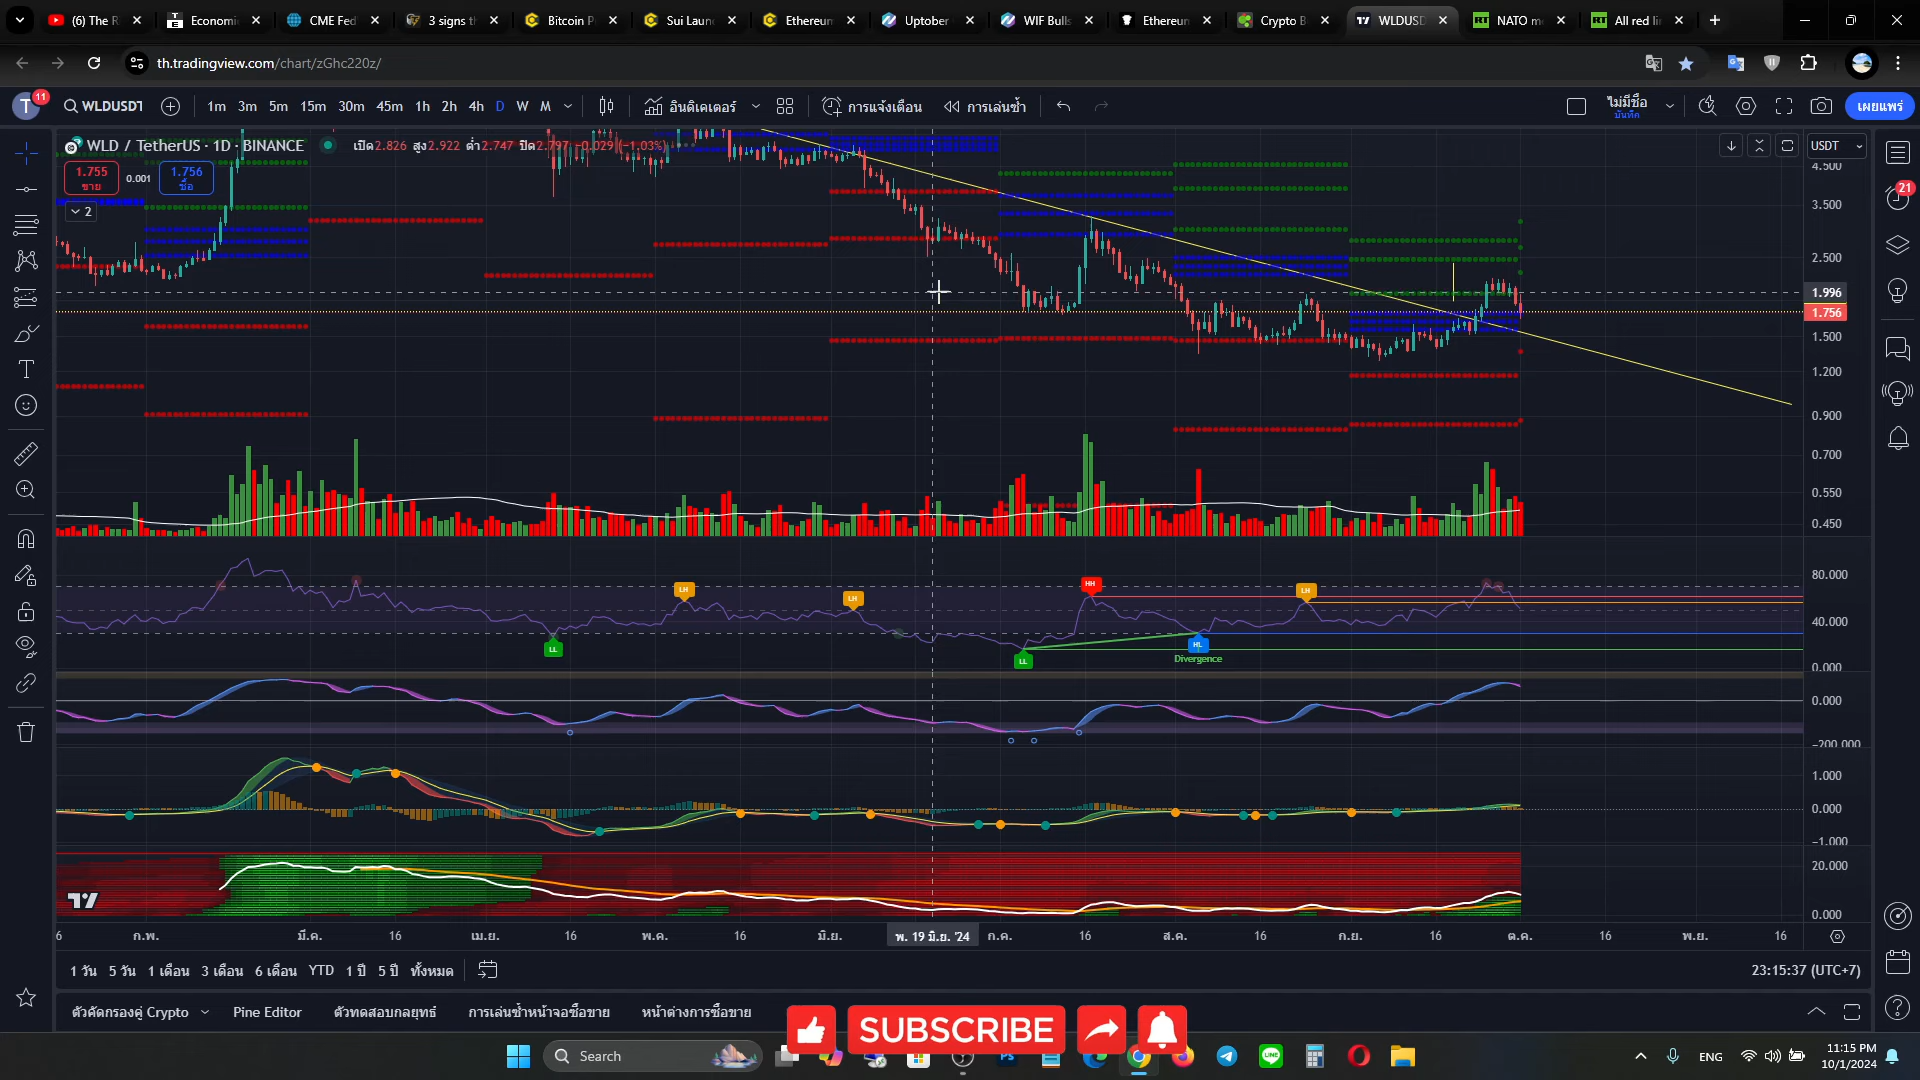 (6) The R
Economi
CME Fed
3 signs th
Bitcoin P
Sui Laun
Ethereum
Uptober
WIF Bulls
Ethereun
Crypto B
WLDUSD
NATO me
All red lin
th.tradingview.com/chart/zGhc220z/
T
11
WLDUSDT
1m 3m 5m 15m 30m 45m 1h 2h 4h D W M
อินดิเคเตอร์
การแจ้งเตือน
การเล่นซ้ำ
ไม่มีชื่อ
บันทึก
เผยแพร่
WLD / TetherUS · 1D · BINANCE
เปิด2.826 สูง2.922 ต่ำ2.747 ปิด2.797 −0.029 (−1.03%)
USDT
1.755
ขาย
0.001
1.756
ซื้อ
2
21
4.500
3.500
2.500
1.996
1.756
1.500
1.200
0.900
0.700
0.550
0.450
80.000
40.000
0.000
LH
LH
HH
LH
LL
LL
HL
Divergence
0.000
−200.000
1.000
0.000
−1.000
20.000
0.000
6 ก.พ. มี.ค. 16 เม.ย. 16 พ.ค. 16 มิ.ย. พ. 19 มิ.ย. '24 ก.ค. 16 ส.ค. 16 ก.ย. 16 ต.ค. 16 พ.ย. 16
1 วัน 5 วัน 1 เดือน 3 เดือน 6 เดือน YTD 1 ปี 5 ปี ทั้งหมด
23:15:37 (UTC+7)
ตัวคัดกรองคู่ Crypto
Pine Editor
ตัวทดสอบกลยุทธ์
การเล่นซ้ำหน้าจอซื้อขาย
หน้าต่างการซื้อขาย
SUBSCRIBE
Search
Ps
LINE
ENG
11:15 PM
10/1/2024